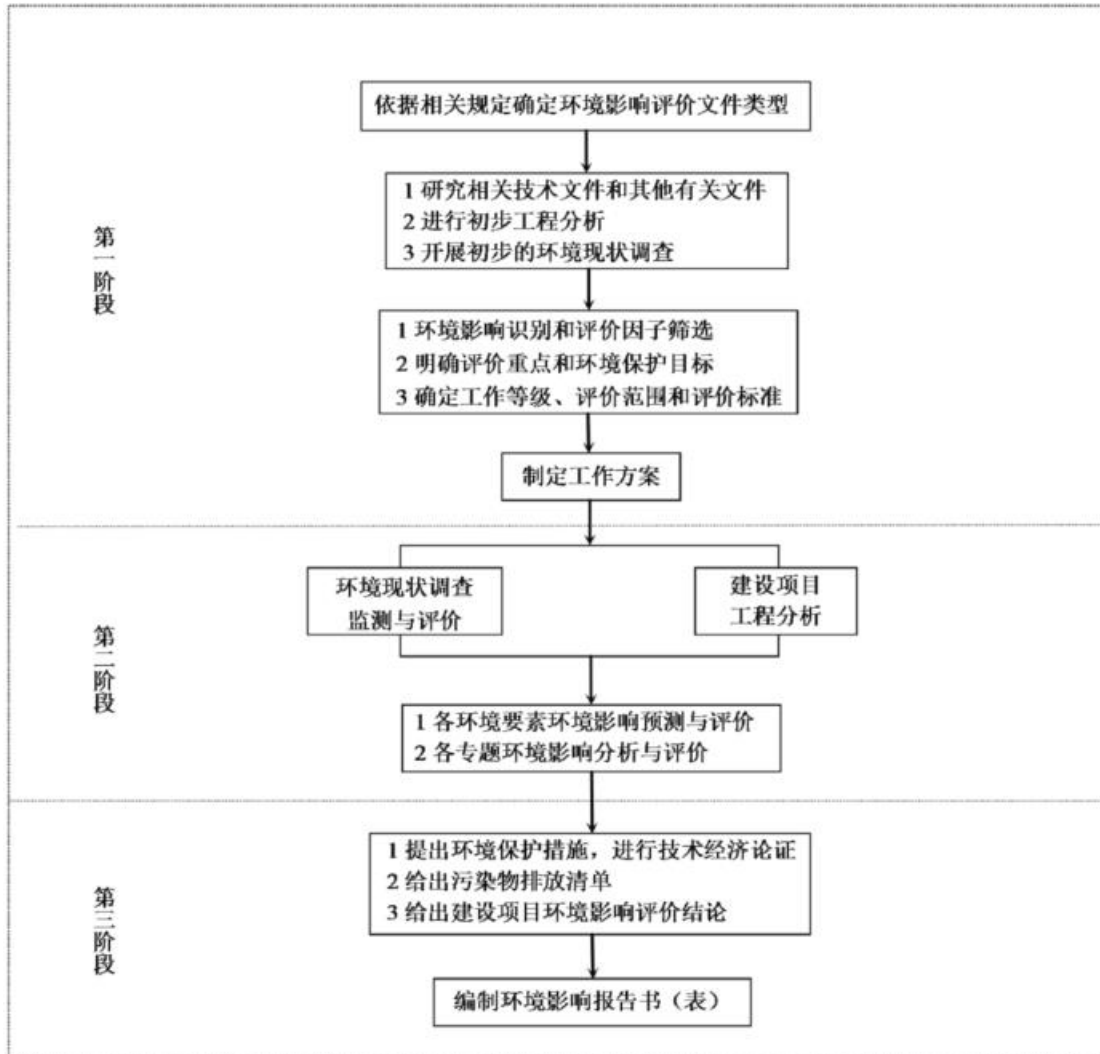 依据相关规定确定环境影响评价文件类型
1 研究相关技术文件和其他有关文件
2 进行初步工程分析
3 开展初步的环境现状调查
第一阶段
1 环境影响识别和评价因子筛选
2 明确评价重点和环境保护目标
3 确定工作等级、评价范围和评价标准
制定工作方案
第二阶段
环境现状调查
监测与评价
建设项目
工程分析
1 各环境要素环境影响预测与评价
2 各专题环境影响分析与评价
第三阶段
1 提出环境保护措施，进行技术经济论证
2 给出污染物排放清单
3 给出建设项目环境影响评价结论
编制环境影响报告书（表）